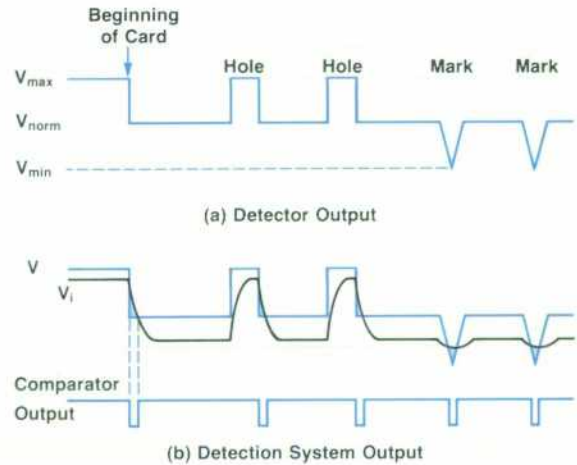 Beginning
of Card
Hole Hole Mark Mark
Vmax
Vnorm
Vmin
(a) Detector Output
V
Vi
Comparator
Output
(b) Detection System Output